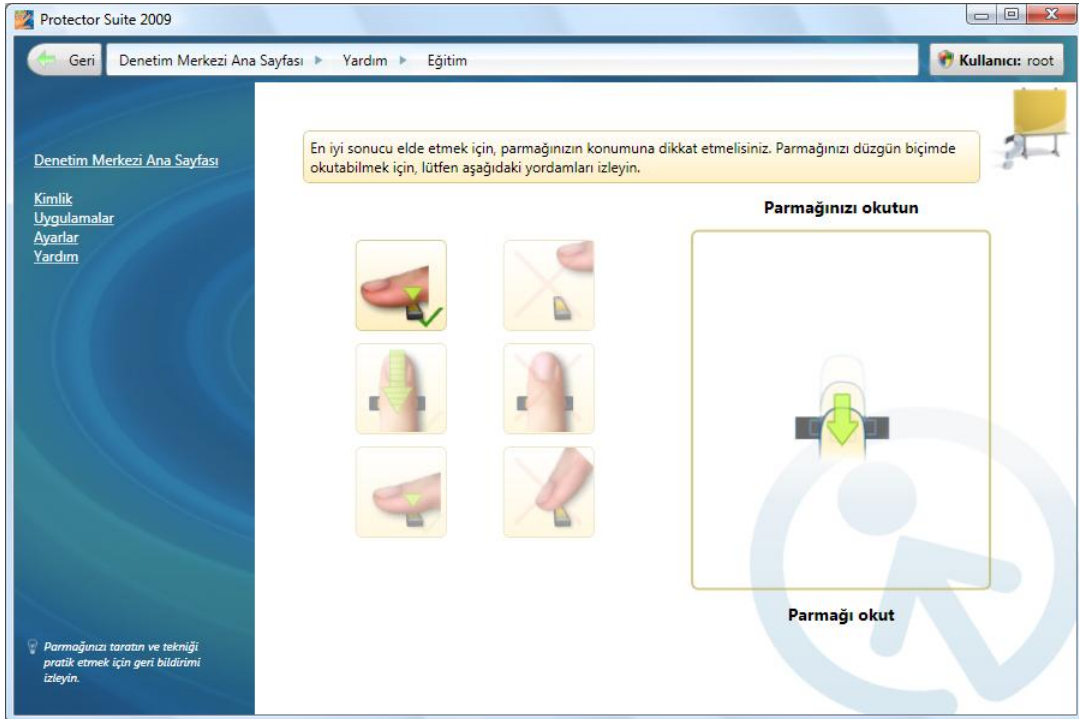 Protector Suite 2009
Geri
Denetim Merkezi Ana Sayfası
Yardım
Eğitim
Kullanıcı: root
Denetim Merkezi Ana Sayfası
Kimlik
Uygulamalar
Ayarlar
Yardım
En iyi sonucu elde etmek için, parmağınızın konumuna dikkat etmelisiniz. Parmağınızı düzgün biçimde
okutabilmek için, lütfen aşağıdaki yordamları izleyin.
Parmağınızı okutun
Parmağı okut
Parmağınızı taratın ve tekniği
pratik etmek için geri bildirimi
izleyin.